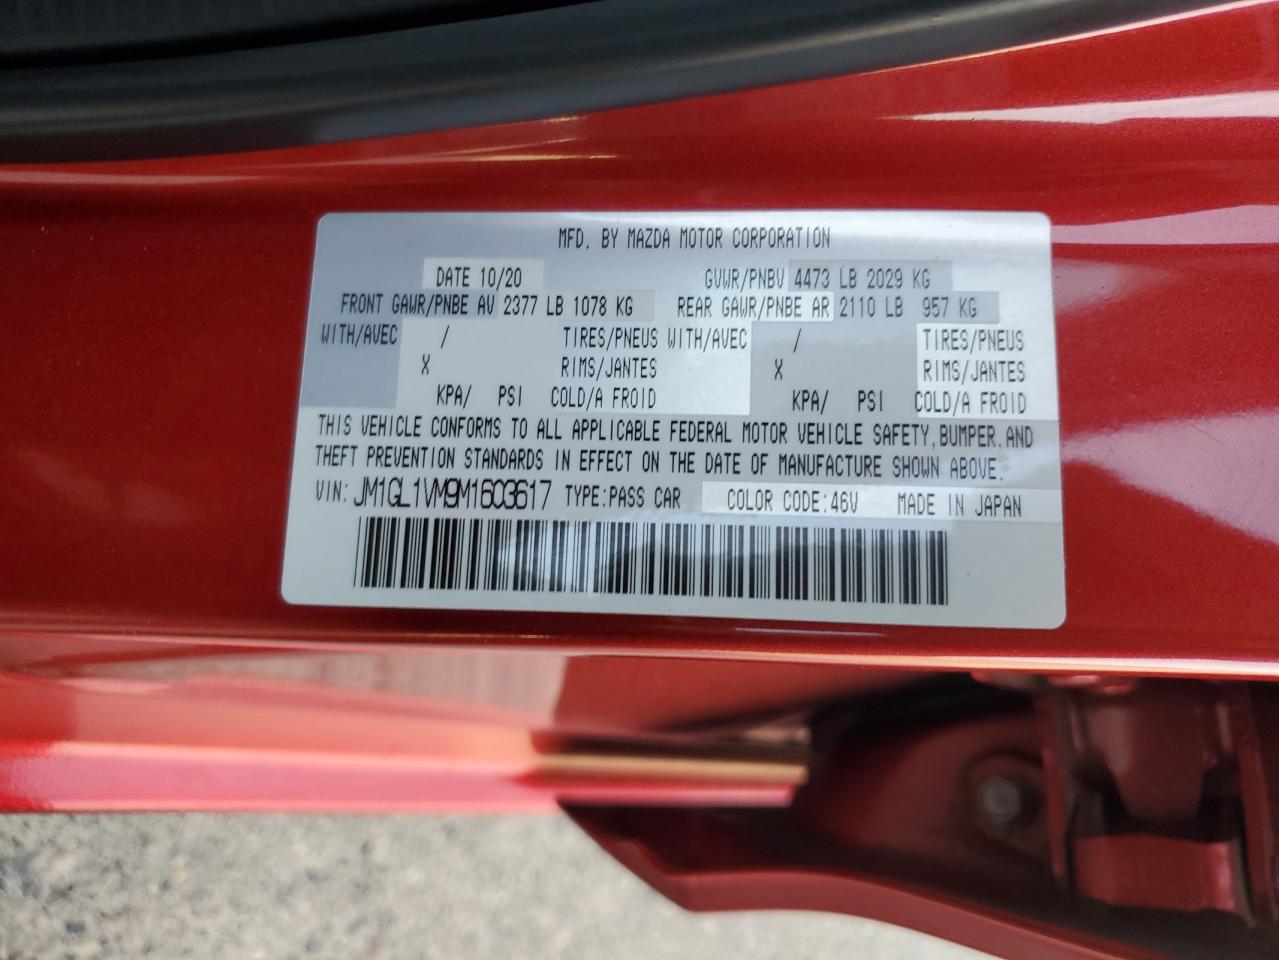 MFD. BY MAZDA MOTOR CORPORATION
DATE 10/20 GVWR/PNBV 4473 LB 2029 KG
FRONT GAWR/PNBE AV 2377 LB 1078 KG REAR GAWR/PNBE AR 2110 LB 957 KG
WITH/AVEC / TIRES/PNEUS WITH/AVEC / TIRES/PNEUS
X RIMS/JANTES X RIMS/JANTES
KPA/ PSI COLD/A FROID KPA/ PSI COLD/A FROID
THIS VEHICLE CONFORMS TO ALL APPLICABLE FEDERAL MOTOR VEHICLE SAFETY, BUMPER, AND
THEFT PREVENTION STANDARDS IN EFFECT ON THE DATE OF MANUFACTURE SHOWN ABOVE.
VIN: JM1GL1VM9M1603617 TYPE: PASS CAR COLOR CODE: 46V MADE IN JAPAN